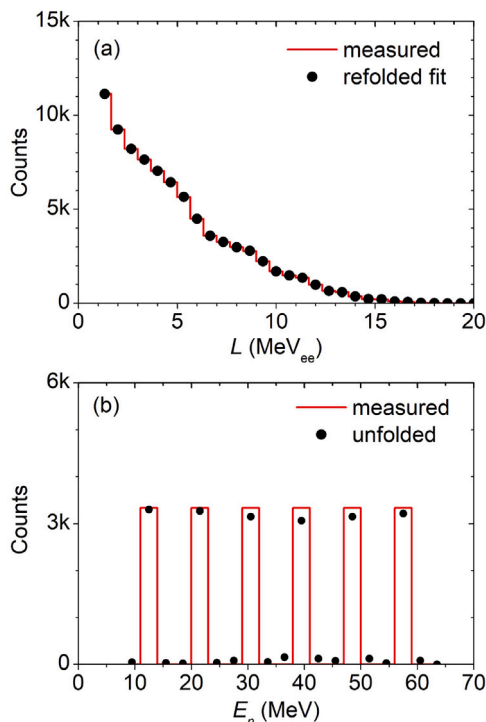 15k
(a)
measured
refolded fit
10k
Counts
5k
0
0 5 10 15 20
L (MeVee)
6k
(b)
measured
unfolded
Counts
3k
0
0 10 20 30 40 50 60 70
En (MeV)